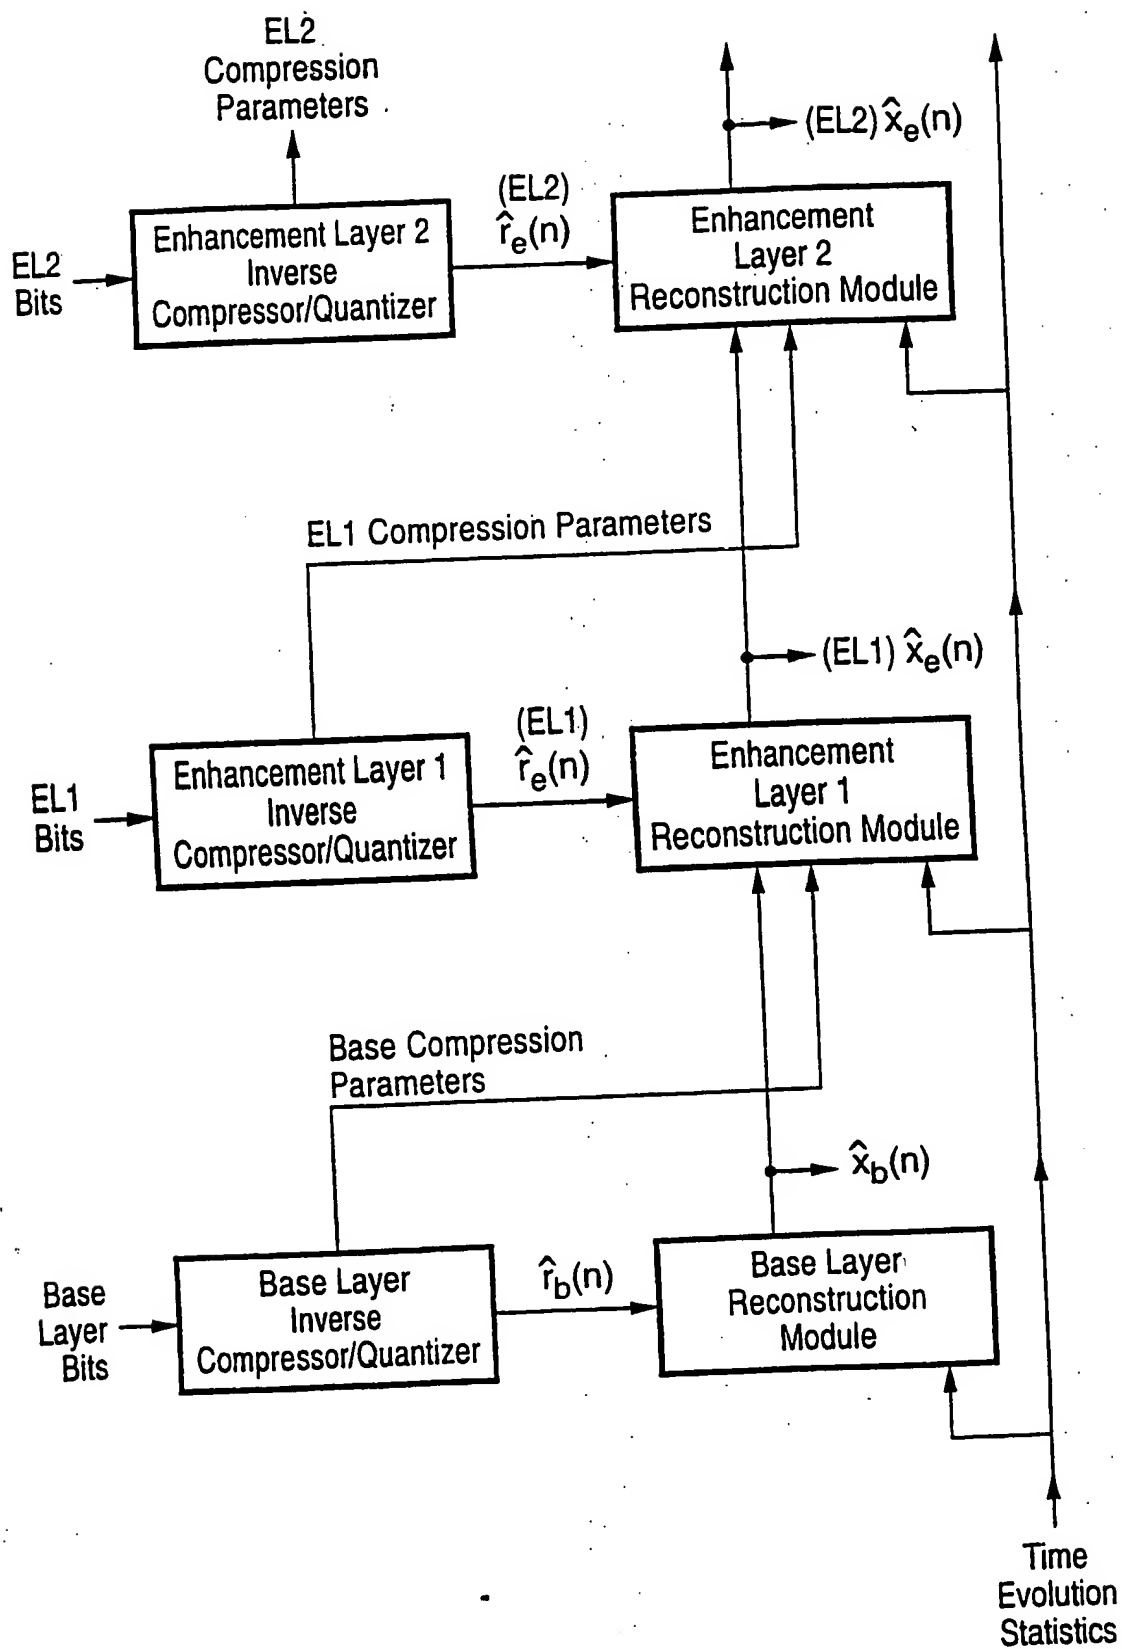 EL2
Compression
Parameters
(EL2) x̂e(n)
EL2
Bits
Enhancement Layer 2
Inverse
Compressor/Quantizer
(EL2)
r̂e(n)
Enhancement
Layer 2
Reconstruction Module
EL1 Compression Parameters
(EL1) x̂e(n)
EL1
Bits
Enhancement Layer 1
Inverse
Compressor/Quantizer
(EL1)
r̂e(n)
Enhancement
Layer 1
Reconstruction Module
Base Compression
Parameters
x̂b(n)
Base
Layer
Bits
Base Layer
Inverse
Compressor/Quantizer
r̂b(n)
Base Layer
Reconstruction
Module
Time
Evolution
Statistics